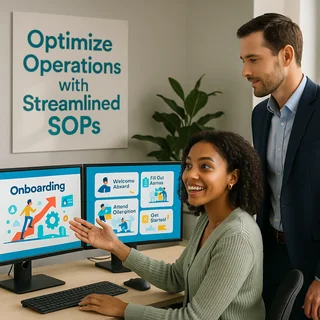 Optimize
Operations
with
Streamlined
SOPs
Onboarding
Welcome
Aboard
Fill Out
Attend
Get
Started!